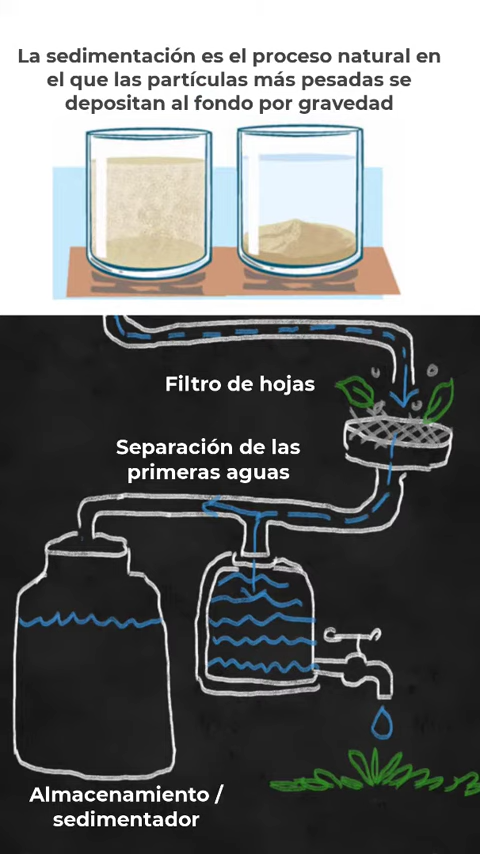 La sedimentación es el proceso natural en
el que las partículas más pesadas se
depositan al fondo por gravedad
Filtro de hojas
Separación de las
primeras aguas
Almacenamiento /
sedimentador